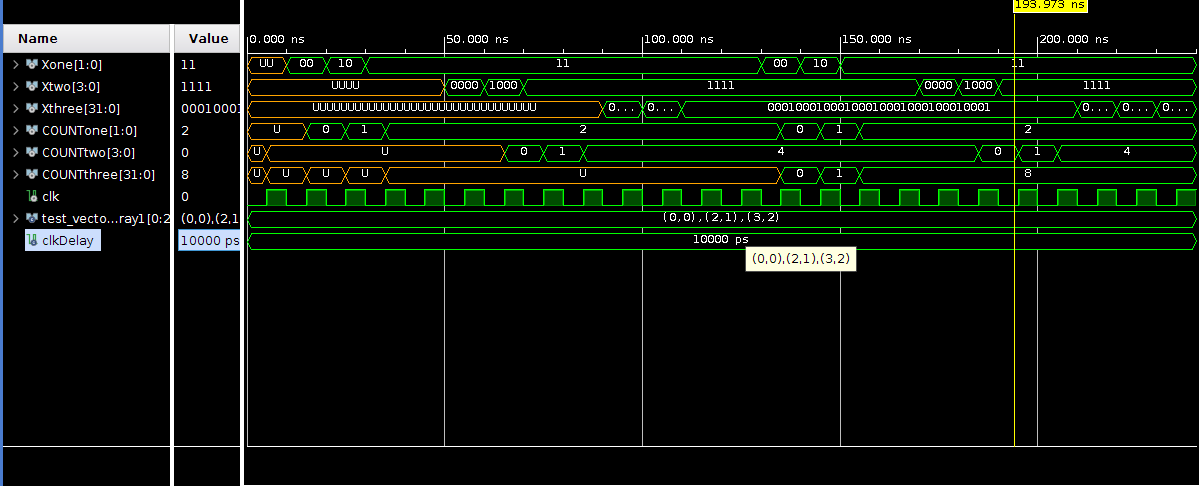 193.973 ns
Name Value
0.000 ns 50.000 ns 100.000 ns 150.000 ns 200.000 ns
Xone[1:0] 11 UU 00 10 11 00 10 11
Xtwo[3:0] 1111 UUUU 0000 1000 1111 0000 1000 1111
Xthree[31:0] 00010001 UUUUUUUUUUUUUUUUUUUUUUUUUUUUUUUU 0... 0... 00010001000100010001000100010001 0... 0... 0...
COUNTone[1:0] 2 U 0 1 2 0 1 2
COUNTtwo[3:0] 0 U U 0 1 4 0 1 4
COUNTthree[31:0] 8 U U U U U 0 1 8
clk 0
test_vecto...ray1[0:2 (0,0),(2,1 (0,0),(2,1),(3,2)
clkDelay 10000 ps 10000 ps
(0,0),(2,1),(3,2)